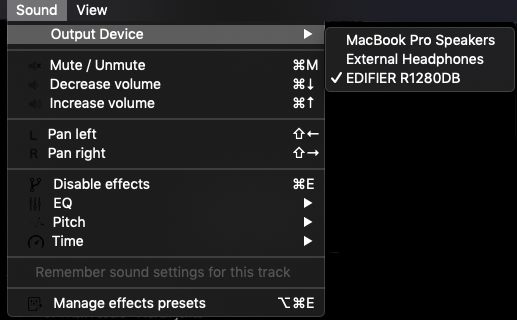 Sound View
Output Device ▶
MacBook Pro Speakers
External Headphones
✓ EDIFIER R1280DB
Mute / Unmute ⌘M
Decrease volume ⌘↓
Increase volume ⌘↑
L Pan left ⇧←
R Pan right ⇧→
Disable effects ⌘E
EQ ▶
Pitch ▶
Time ▶
Remember sound settings for this track
Manage effects presets ⌥⌘E